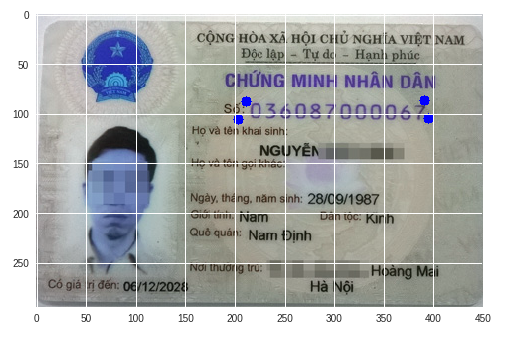 CỘNG HÒA XÃ HỘI CHỦ NGHĨA VIỆT NAM
Độc lập - Tự do - Hạnh phúc
CHỨNG MINH NHÂN DÂN
Số 036087000067
Họ và tên khai sinh:
NGUYỄN
Họ và tên gọi khác:
Ngày, tháng, năm sinh: 28/09/1987
Giới tính: Nam Dân tộc: Kinh
Quê quán: Nam Định
Nơi thường trú: Hoàng Mai
Hà Nội
Có giá trị đến: 06/12/2028
0
50
100
150
200
250
0 50 100 150 200 250 300 350 400 450